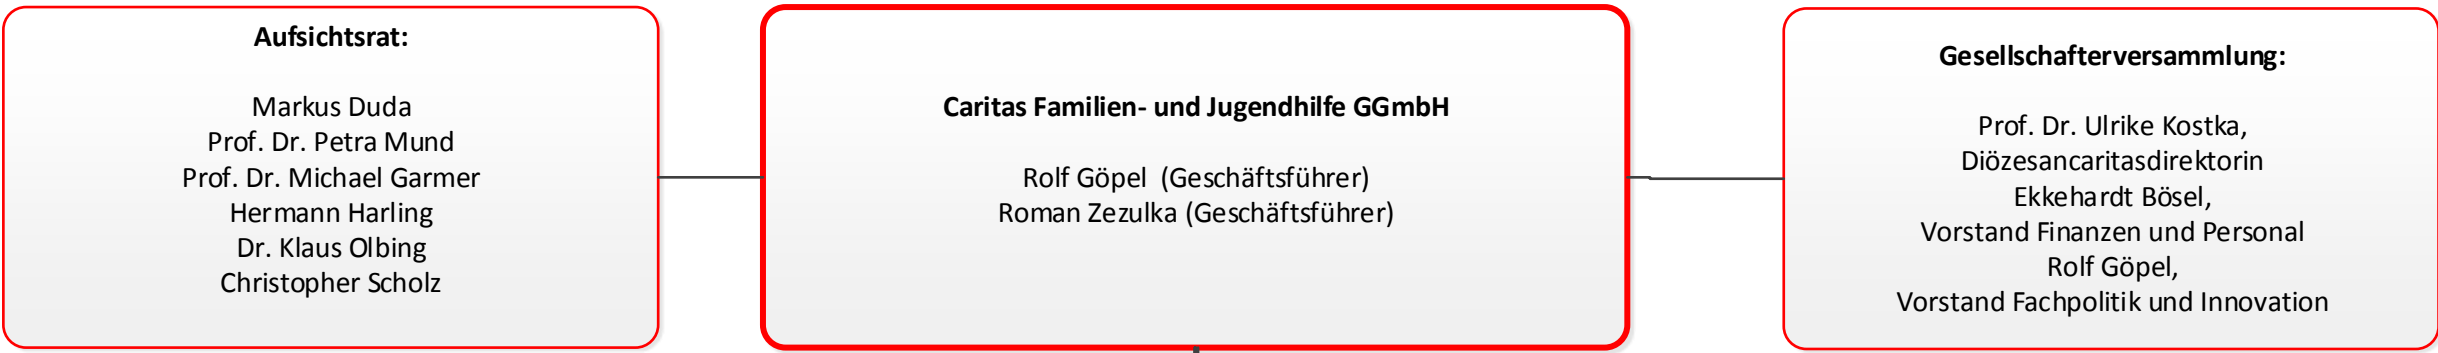 Aufsichtsrat:
Markus Duda
Prof. Dr. Petra Mund
Prof. Dr. Michael Garmer
Hermann Harling
Dr. Klaus Olbing
Christopher Scholz
Caritas Familien- und Jugendhilfe GGmbH
Rolf Göpel (Geschäftsführer)
Roman Zezulka (Geschäftsführer)
Gesellschafterversammlung:
Prof. Dr. Ulrike Kostka,
Diözesancaritasdirektorin
Ekkehardt Bösel,
Vorstand Finanzen und Personal
Rolf Göpel,
Vorstand Fachpolitik und Innovation